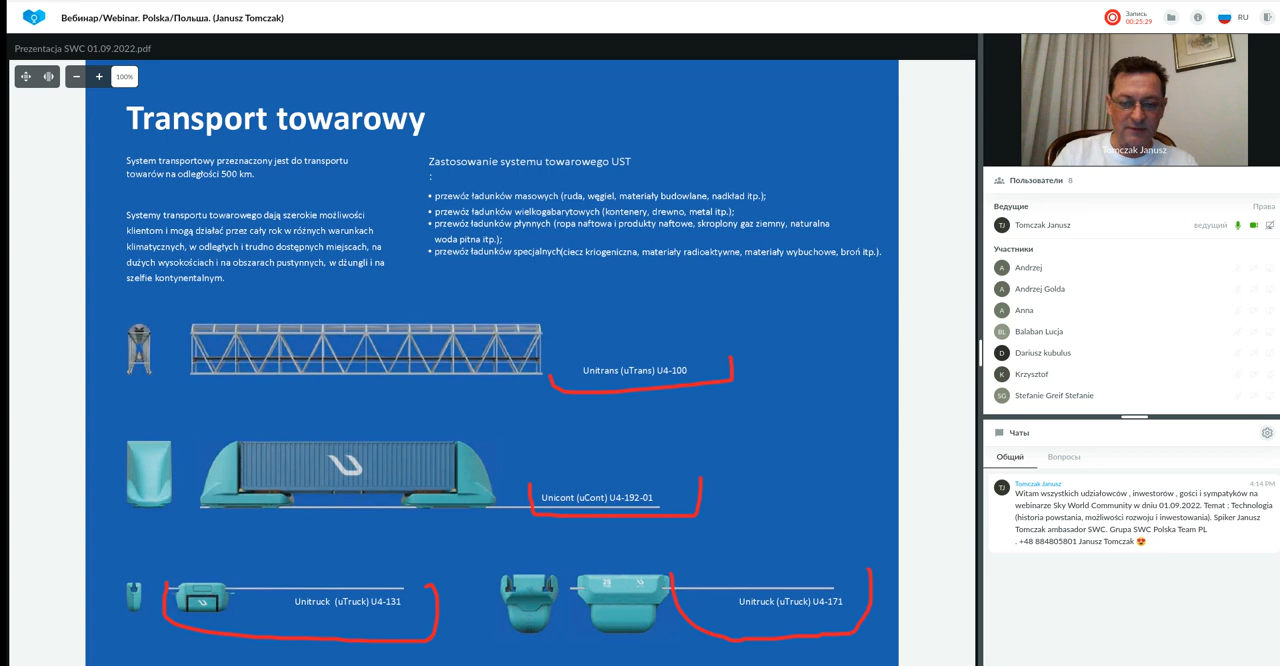 Вебинар/Webinar. Polska/Польша. (Janusz Tomczak)
Запись
00:25:29
RU
Prezentacja SWC 01.09.2022.pdf
100%
Transport towarowy
System transportowy przeznaczony jest do transportu
towarów na odległości 500 km.
Systemy transportu towarowego dają szerokie możliwości
klientom i mogą działać przez cały rok w różnych warunkach
klimatycznych, w odległych i trudno dostępnych miejscach, na
dużych wysokościach i na obszarach pustynnych, w dżungli i na
szelfie kontynentalnym.
Zastosowanie systemu towarowego UST
:
• przewóz ładunków masowych (ruda, węgiel, materiały budowlane, nadkład itp.);
• przewóz ładunków wielkogabarytowych (kontenery, drewno, metal itp.);
• przewóz ładunków płynnych (ropa naftowa i produkty naftowe, skroplony gaz ziemny, naturalna
woda pitna itp.);
• przewóz ładunków specjalnych(ciecz kriogeniczna, materiały radioaktywne, materiały wybuchowe, broń itp.).
Unitrans (uTrans) U4-100
Unicont (uCont) U4-192-01
Unitruck (uTruck) U4-131
Unitruck (uTruck) U4-171
Tomczak Janusz
Пользователи 8
Ведущие Права
TJ Tomczak Janusz ведущий
Участники
A Andrzej
A Andrzej Golda
A Anna
BL Balaban Łucja
D Dariusz kubulus
K Krzysztof
SG Stefanie Greif Stefanie
Чаты
Общий Вопросы
TJ Tomczak Janusz 4:14 PM
Witam wszystkich udziałowców , inwestorów , gości i sympatyków na
webinarze Sky World Community w dniu 01.09.2022. Temat : Technologia
(historia powstania, możliwości rozwoju i inwestowania). Spiker Janusz
Tomczak ambasador SWC. Grupa SWC Polska Team PL
. +48 884805801 Janusz Tomczak 😍